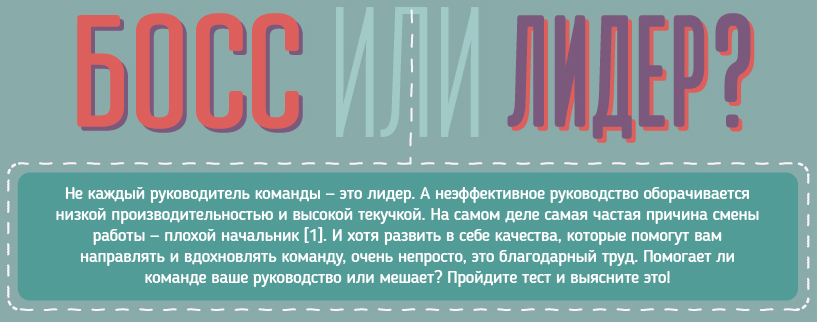 БОСС ИЛИ ЛИДЕР?
Не каждый руководитель команды – это лидер. А неэффективное руководство оборачивается
низкой производительностью и высокой текучкой. На самом деле самая частая причина смены
работы – плохой начальник [1]. И хотя развить в себе качества, которые помогут вам
направлять и вдохновлять команду, очень непросто, это благодарный труд. Помогает ли
команде ваше руководство или мешает? Пройдите тест и выясните это!